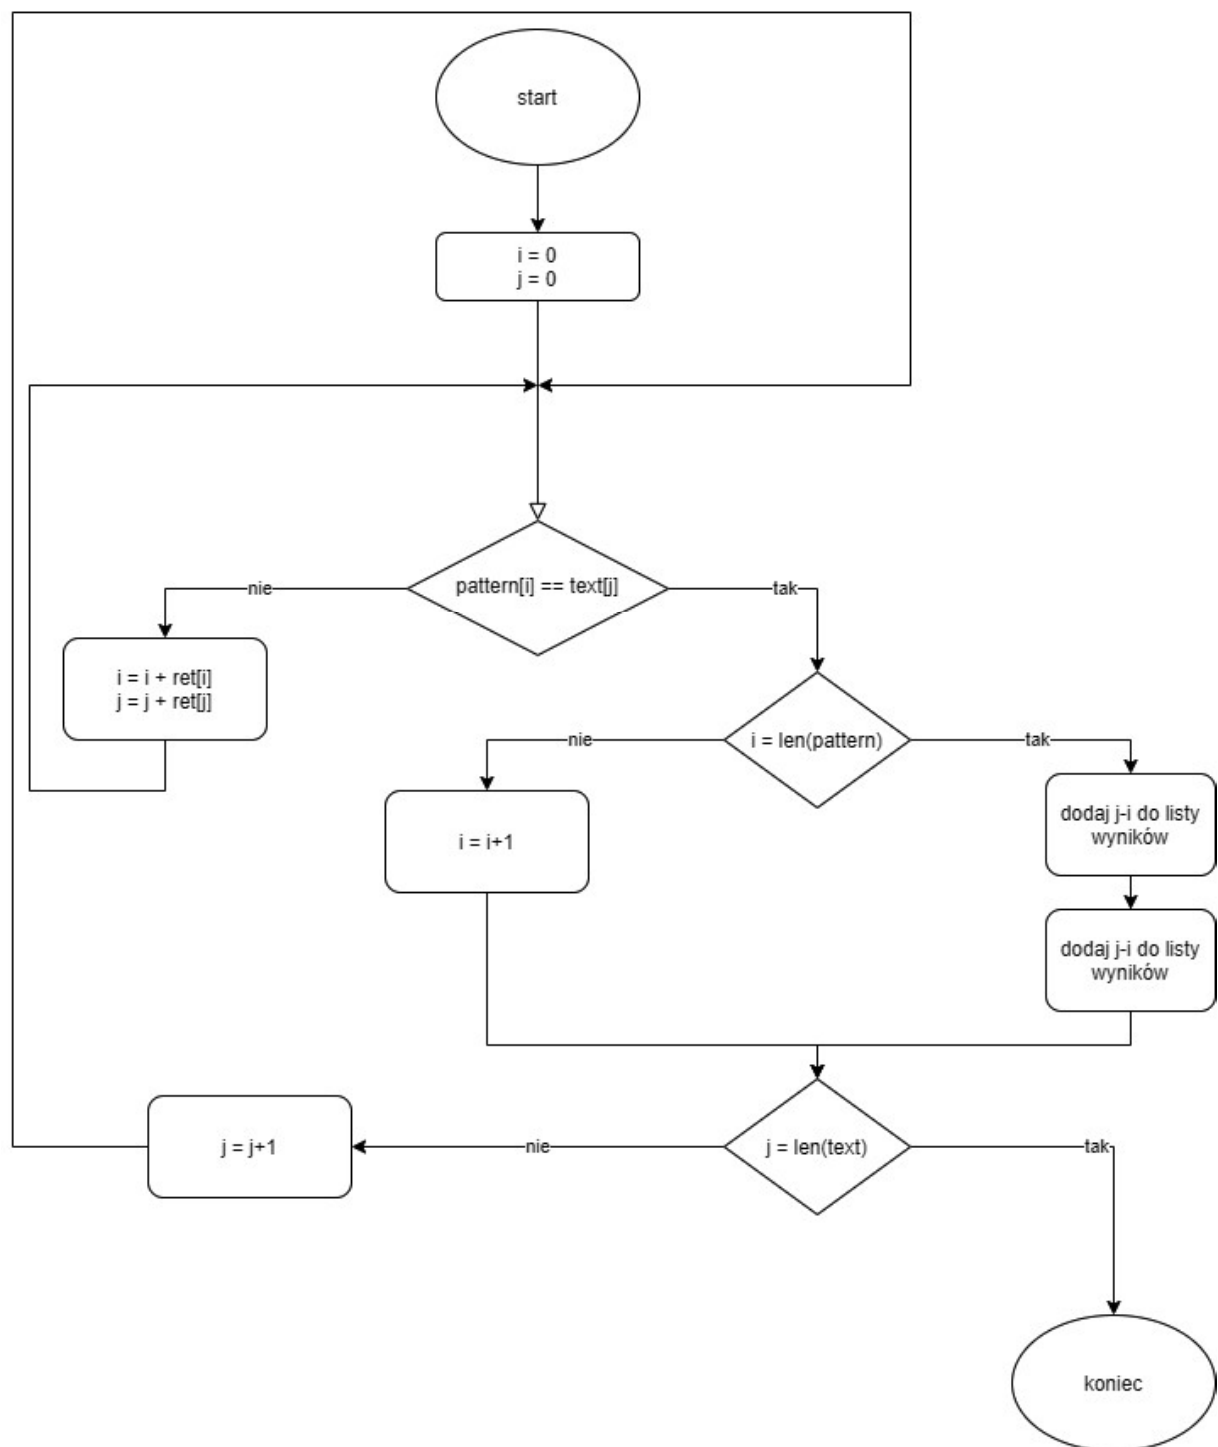 start
i = 0
j = 0
pattern[i] == text[j]
nie
tak
i = i + ret[i]
j = j + ret[j]
i = len(pattern)
nie
tak
i = i+1
dodaj j-i do listy
wyników
dodaj j-i do listy
wyników
j = len(text)
nie
tak
j = j+1
koniec